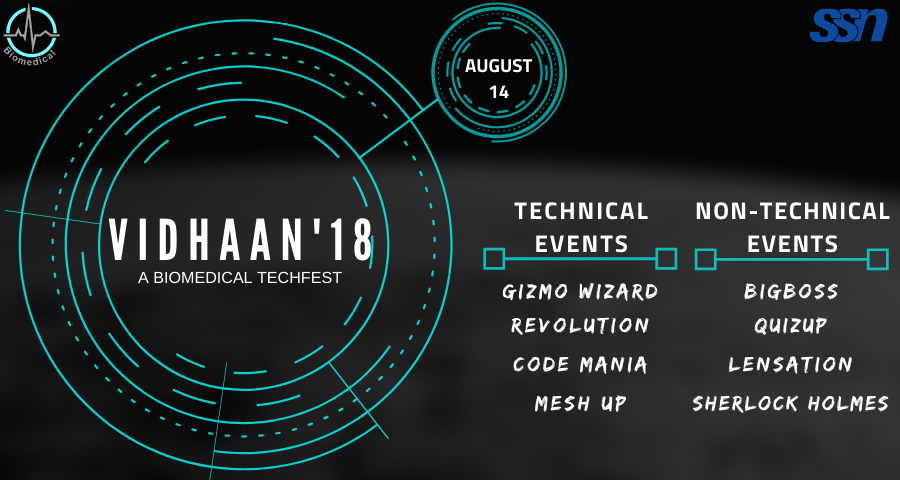 Biomedical
AUGUST
14
ssn
VIDHAAN'18
A BIOMEDICAL TECHFEST
TECHNICAL
EVENTS
GIZMO WIZARD
REVOLUTION
CODE MANIA
MESH UP
NON-TECHNICAL
EVENTS
BIGBOSS
QUIZUP
LENSATION
SHERLOCK HOLMES